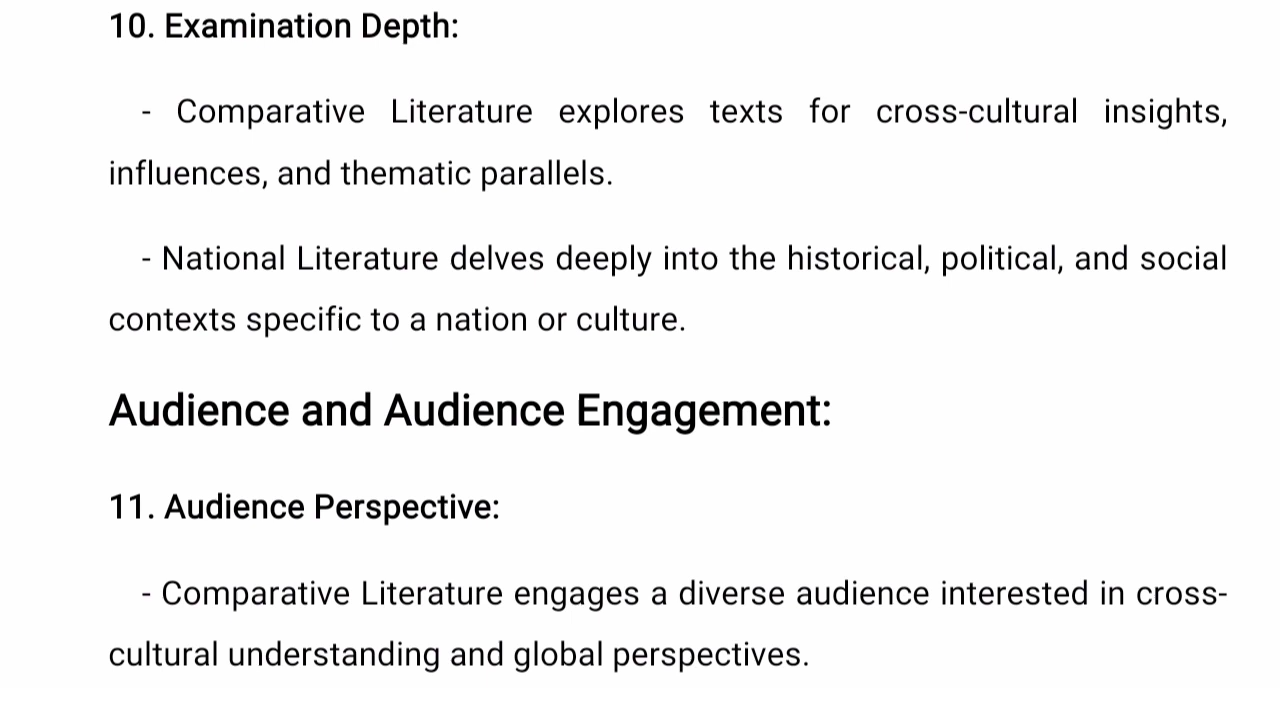 10. Examination Depth:
- Comparative Literature explores texts for cross-cultural insights,
influences, and thematic parallels.
- National Literature delves deeply into the historical, political, and social
contexts specific to a nation or culture.
Audience and Audience Engagement:
11. Audience Perspective:
- Comparative Literature engages a diverse audience interested in cross-
cultural understanding and global perspectives.